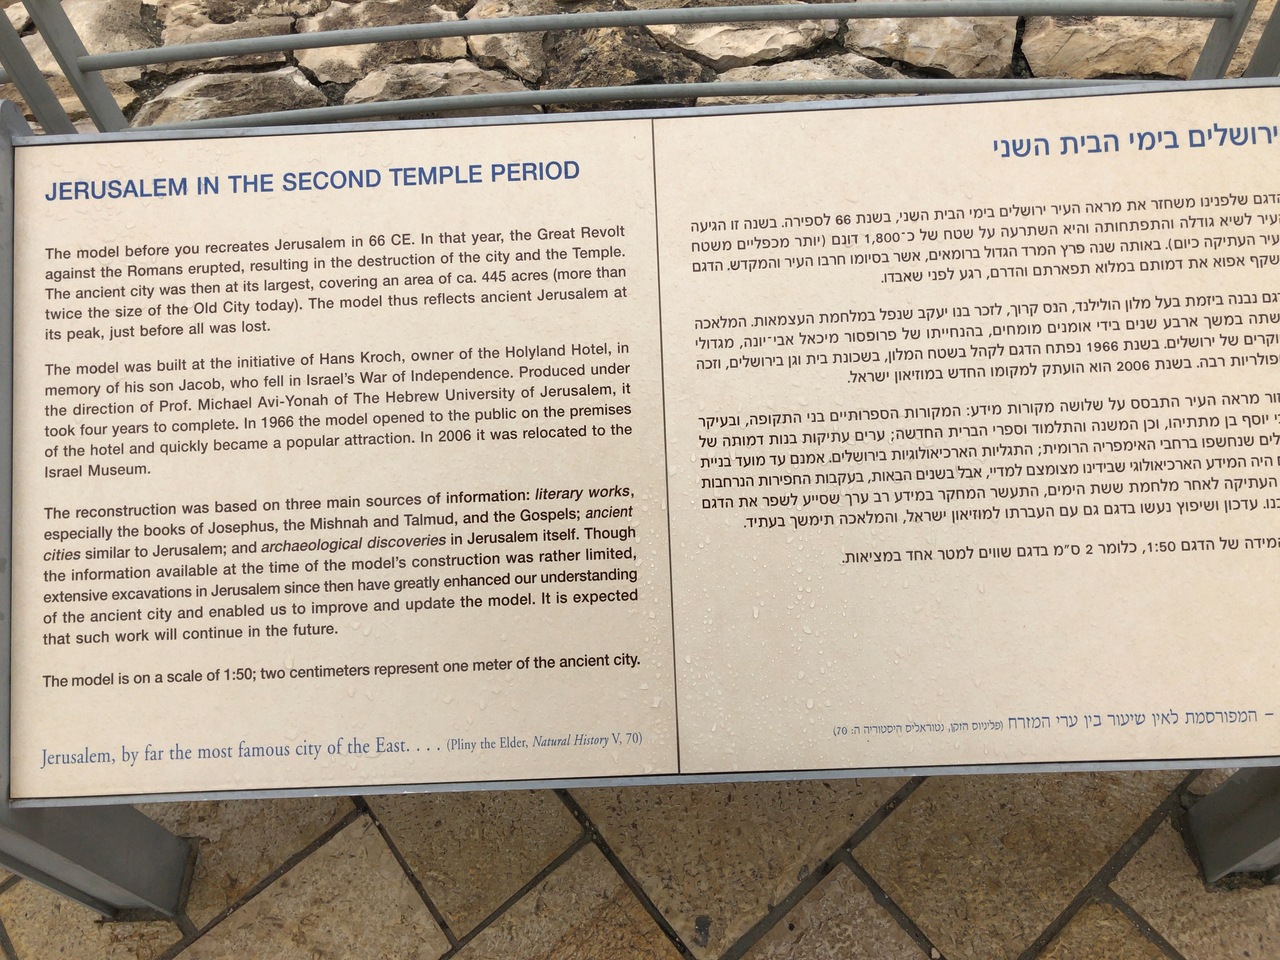 JERUSALEM IN THE SECOND TEMPLE PERIOD
The model before you recreates Jerusalem in 66 CE. In that year, the Great Revolt
against the Romans erupted, resulting in the destruction of the city and the Temple.
The ancient city was then at its largest, covering an area of ca. 445 acres (more than
twice the size of the Old City today). The model thus reflects ancient Jerusalem at
its peak, just before all was lost.
The model was built at the initiative of Hans Kroch, owner of the Holyland Hotel, in
memory of his son Jacob, who fell in Israel's War of Independence. Produced under
the direction of Prof. Michael Avi-Yonah of The Hebrew University of Jerusalem, it
took four years to complete. In 1966 the model opened to the public on the premises
of the hotel and quickly became a popular attraction. In 2006 it was relocated to the
Israel Museum.
The reconstruction was based on three main sources of information: literary works,
especially the books of Josephus, the Mishnah and Talmud, and the Gospels; ancient
cities similar to Jerusalem; and archaeological discoveries in Jerusalem itself. Though
the information available at the time of the model's construction was rather limited,
extensive excavations in Jerusalem since then have greatly enhanced our understanding
of the ancient city and enabled us to improve and update the model. It is expected
that such work will continue in the future.
The model is on a scale of 1:50; two centimeters represent one meter of the ancient city.
Jerusalem, by far the most famous city of the East. . . . (Pliny the Elder, Natural History V, 70)
ירושלים בימי הבית השני
הדגם שלפנינו משחזר את מראה העיר ירושלים בימי הבית השני, בשנת 66 לספירה. בשנה זו הגיעה
העיר לשיא גודלה והתפתחותה והיא השתרעה על שטח של כ־1,800 דונם (יותר מכפליים משטח
העיר העתיקה כיום). באותה שנה פרץ המרד הגדול ברומאים, אשר בסיומו חרבו העיר והמקדש. הדגם
משקף אפוא את דמותם במלוא תפארתם והדרם, רגע לפני שאבדו.
נבנה ביזמת בעל מלון הולילנד, הנס קרוך, לזכר בנו יעקב שנפל במלחמת העצמאות. המלאכה
במשך ארבע שנים בידי אומנים מומחים, בהנחייתו של פרופסור מיכאל אבי־יונה, מגדולי
של ירושלים. בשנת 1966 נפתח הדגם לקהל בשטח המלון, בשכונת בית וגן בירושלים, וזכה
רבה. בשנת 2006 הוא הועתק למקומו החדש במוזיאון ישראל.
מראה העיר התבסס על שלושה מקורות מידע: המקורות הספרותיים בני התקופה, ובעיקר
יוסף בן מתתיהו, וכן המשנה והתלמוד וספרי הברית החדשה; ערים עתיקות בנות דמותה של
שנחשפו ברחבי האימפריה הרומית; התגליות הארכיאולוגיות בירושלים. אמנם עד מועד בניית
היה המידע הארכיאולוגי שבידינו מצומצם למדיי, אבל בשנים הבאות, בעקבות החפירות הנרחבות
העתיקה לאחר מלחמת ששת הימים, התעשר המחקר במידע רב ערך שסייע לשפר את הדגם
עדכון ושיפוץ נעשו בדגם גם עם העברתו למוזיאון ישראל, והמלאכה תימשך בעתיד.
המידה של הדגם 1:50, כלומר 2 ס"מ בדגם שווים למטר אחד במציאות.
– המפורסמת לאין שיעור בין ערי המזרח (פליניוס הזקן, נטוראליס היסטוריה ה: 70)